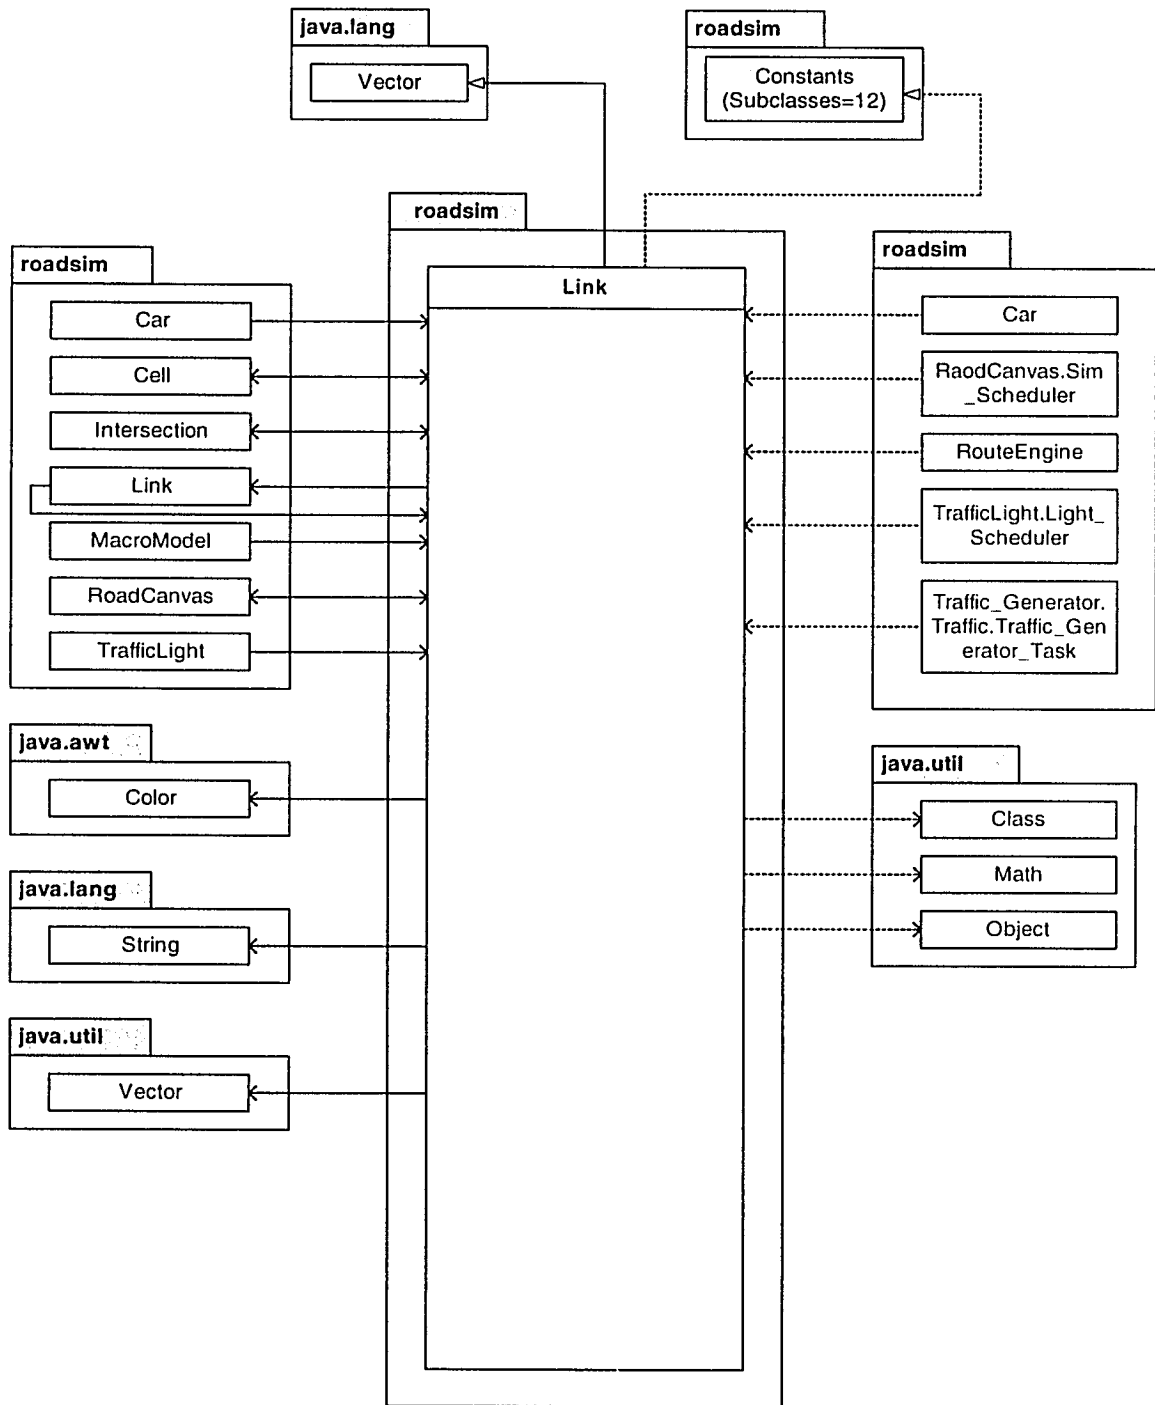 java.lang
Vector
roadsim
Constants
(Subclasses=12)
roadsim
Link
roadsim
Car
Cell
Intersection
Link
MacroModel
RoadCanvas
TrafficLight
java.awt
Color
java.lang
String
java.util
Vector
roadsim
Car
RaodCanvas.Sim
_Scheduler
RouteEngine
TrafficLight.Light_
Scheduler
Traffic_Generator.
Traffic.Traffic_Gen
erator_Task
java.util
Class
Math
Object